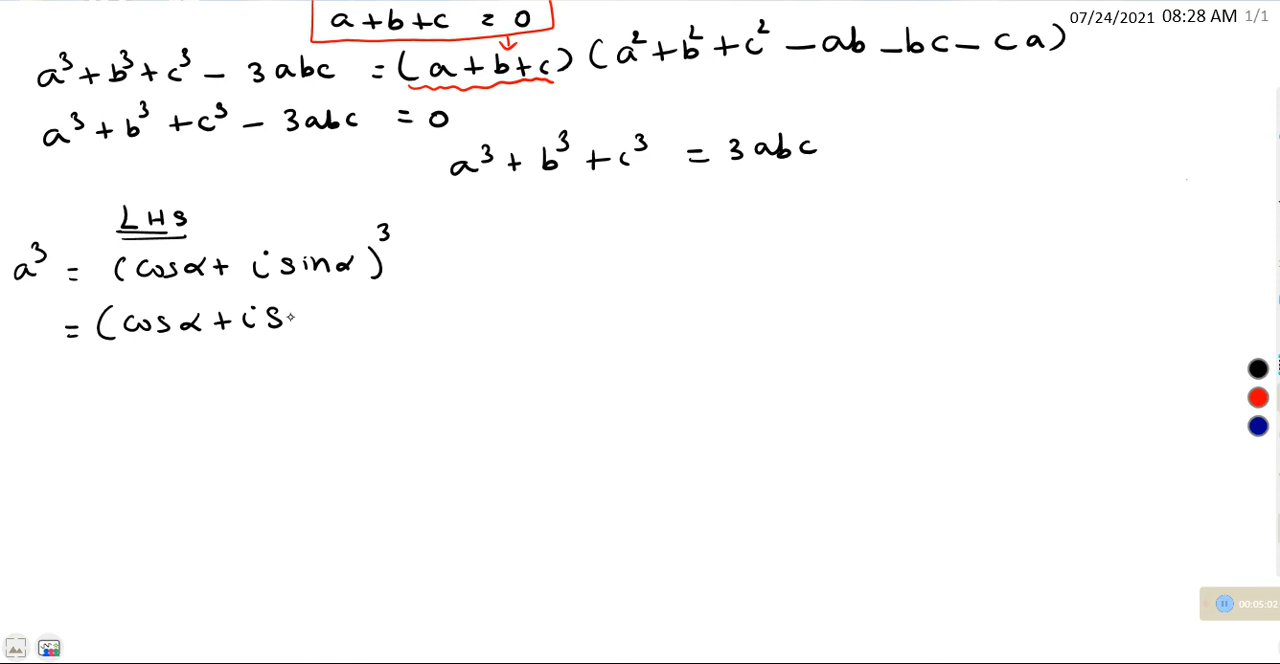 a + b + c = 0
07/24/2021 08:28 AM 1/1
a³ + b³ + c³ - 3abc = (a + b + c) (a² + b² + c² - ab - bc - ca)
a³ + b³ + c³ - 3abc = 0
a³ + b³ + c³ = 3abc
LHS
a³ = (cosα + i sinα)³
= (cosα + i s
00:05:02